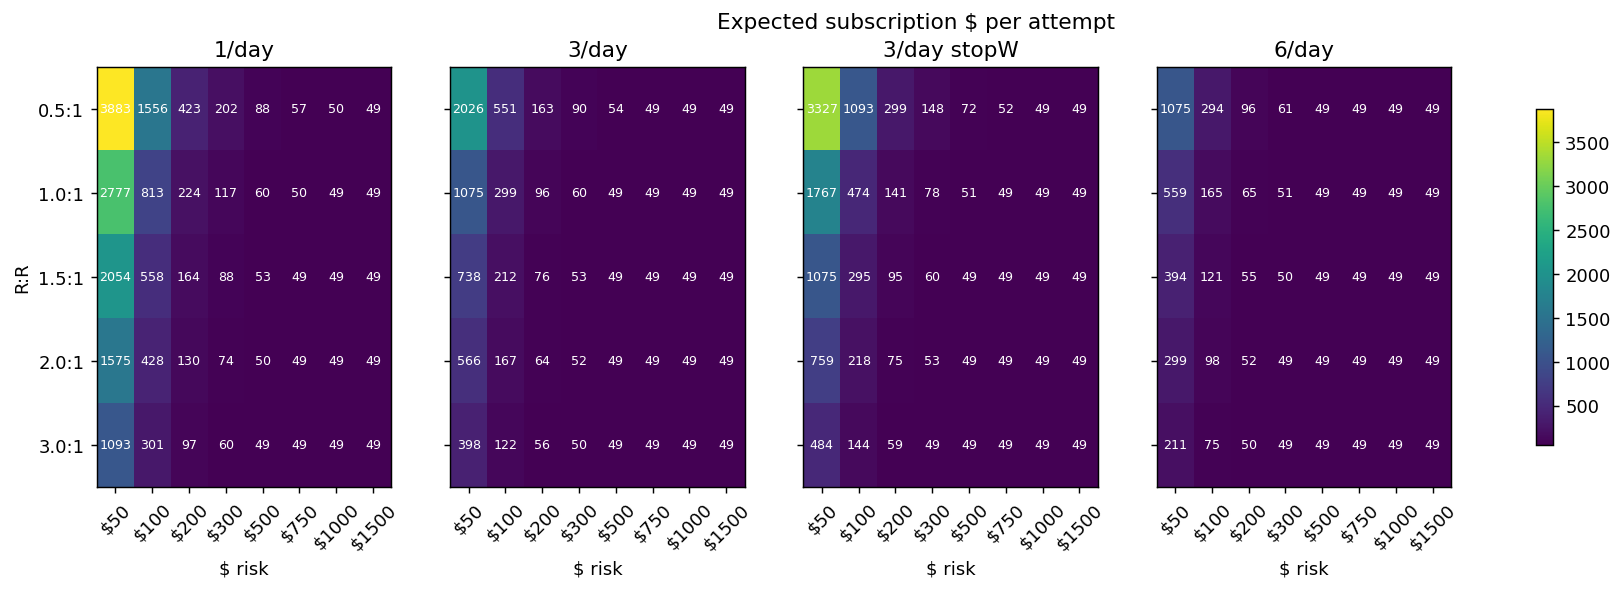 Expected subscription $ per attempt
1/day
3/day
3/day stopW
6/day
R:R
0.5:1
3883 1556 423 202 88 57 50 49
2026 551 163 90 54 49 49 49
3327 1093 299 148 72 52 49 49
1075 294 96 61 49 49 49 49
1.0:1
2777 813 224 117 60 50 49 49
1075 299 96 60 49 49 49 49
1767 474 141 78 51 49 49 49
559 165 65 51 49 49 49 49
1.5:1
2054 558 164 88 53 49 49 49
738 212 76 53 49 49 49 49
1075 295 95 60 49 49 49 49
394 121 55 50 49 49 49 49
2.0:1
1575 428 130 74 50 49 49 49
566 167 64 52 49 49 49 49
759 218 75 53 49 49 49 49
299 98 52 49 49 49 49 49
3.0:1
1093 301 97 60 49 49 49 49
398 122 56 50 49 49 49 49
484 144 59 49 49 49 49 49
211 75 50 49 49 49 49 49
$50 $100 $200 $300 $500 $750 $1000 $1500
$50 $100 $200 $300 $500 $750 $1000 $1500
$50 $100 $200 $300 $500 $750 $1000 $1500
$50 $100 $200 $300 $500 $750 $1000 $1500
$ risk
$ risk
$ risk
$ risk
3500
3000
2500
2000
1500
1000
500